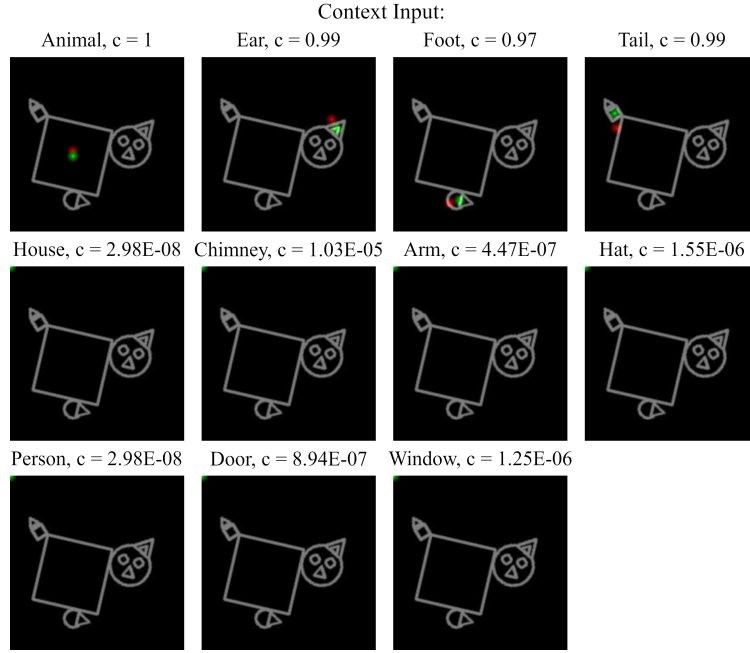 Context Input:
Animal, c = 1 Ear, c = 0.99 Foot, c = 0.97 Tail, c = 0.99
House, c = 2.98E-08 Chimney, c = 1.03E-05 Arm, c = 4.47E-07 Hat, c = 1.55E-06
Person, c = 2.98E-08 Door, c = 8.94E-07 Window, c = 1.25E-06